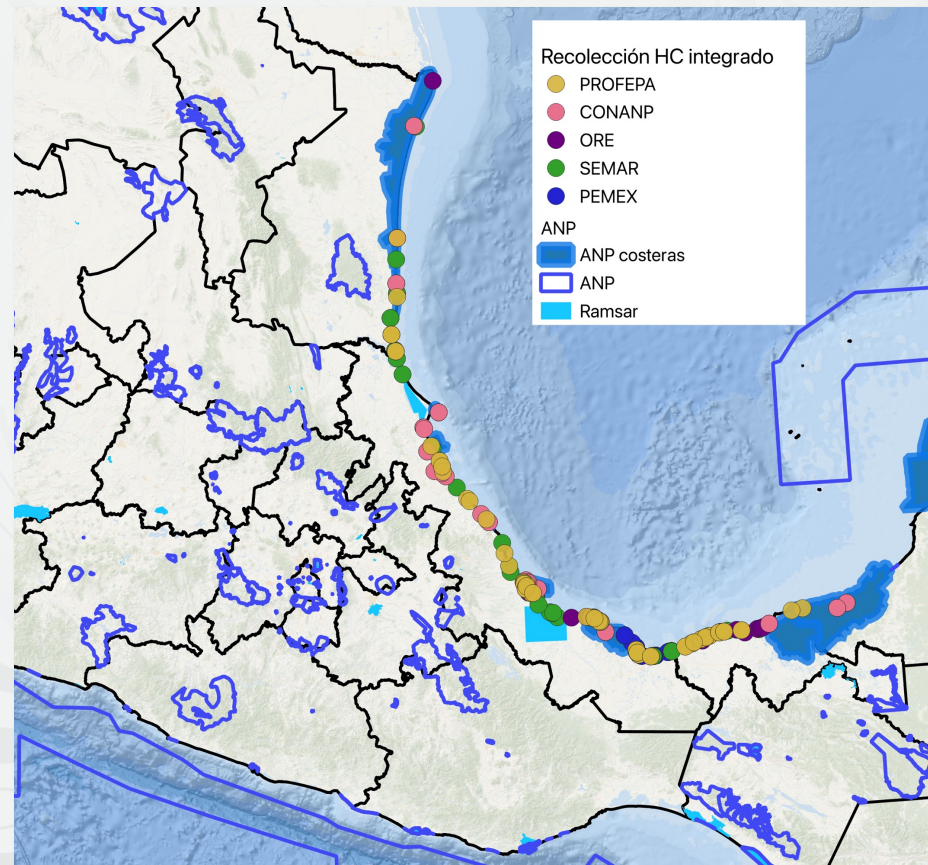 Recolección HC integrado
PROFEPA
CONANP
ORE
SEMAR
PEMEX
ANP
ANP costeras
ANP
Ramsar